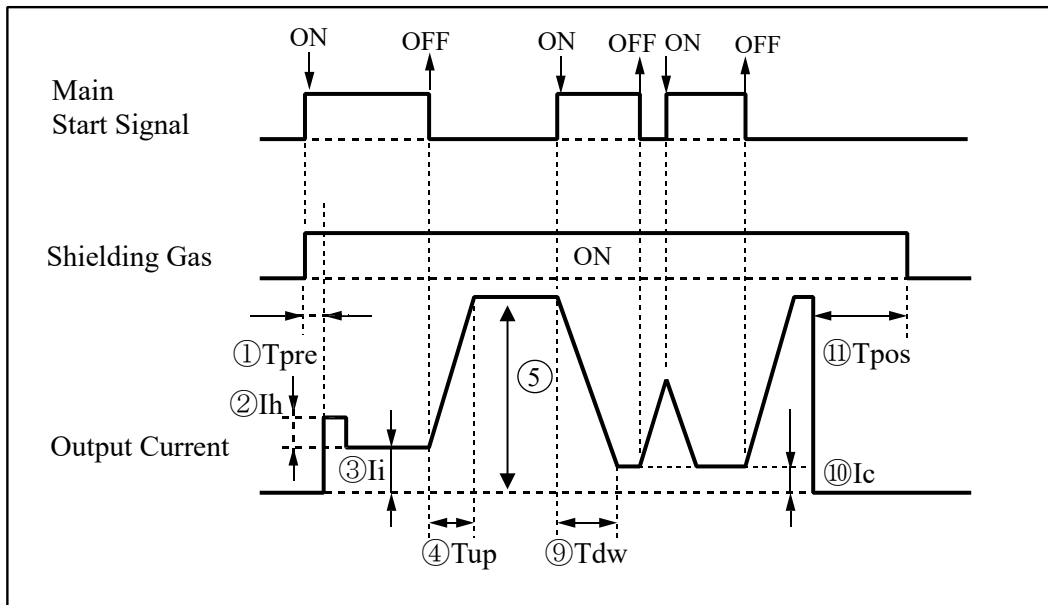 ON OFF ON OFF ON OFF
Main
Start Signal
Shielding Gas
ON
①Tpre
⑤
⑪Tpos
②Ih
Output Current
③Ii
⑩Ic
④Tup
⑨Tdw